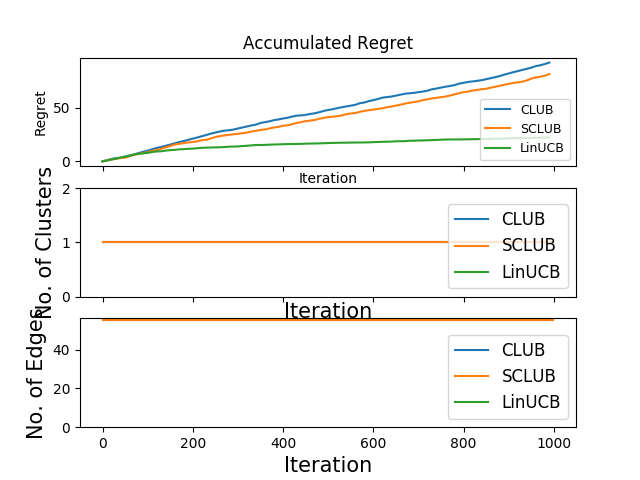 Accumulated Regret
Regret
50
0
CLUB
SCLUB
LinUCB
Iteration
No. of Clusters
2
1
0
CLUB
SCLUB
LinUCB
Iteration
No. of Edges
40
20
0
CLUB
SCLUB
LinUCB
0 200 400 600 800 1000
Iteration